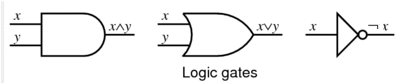 x x∧y x x∨y x ¬ x
y y
Logic gates